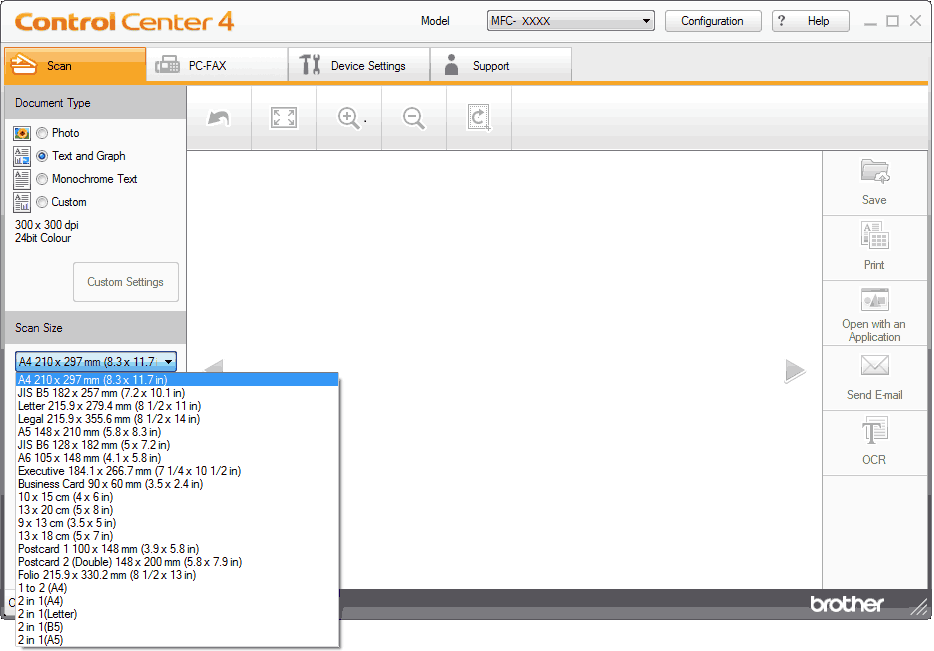 Control Center 4
Model
MFC- XXXX
Configuration
? Help
Scan
PC-FAX
Device Settings
Support
Document Type
Photo
Text and Graph
Monochrome Text
Custom
300 x 300 dpi
24bit Colour
Custom Settings
Scan Size
A4 210 x 297 mm (8.3 x 11.7
A4 210 x 297 mm (8.3 x 11.7 in)
JIS B5 182 x 257 mm (7.2 x 10.1 in)
Letter 215.9 x 279.4 mm (8 1/2 x 11 in)
Legal 215.9 x 355.6 mm (8 1/2 x 14 in)
A5 148 x 210 mm (5.8 x 8.3 in)
JIS B6 128 x 182 mm (5 x 7.2 in)
A6 105 x 148 mm (4.1 x 5.8 in)
Executive 184.1 x 266.7 mm (7 1/4 x 10 1/2 in)
Business Card 90 x 60 mm (3.5 x 2.4 in)
10 x 15 cm (4 x 6 in)
13 x 20 cm (5 x 8 in)
9 x 13 cm (3.5 x 5 in)
13 x 18 cm (5 x 7 in)
Postcard 1 100 x 148 mm (3.9 x 5.8 in)
Postcard 2 (Double) 148 x 200 mm (5.8 x 7.9 in)
Folio 215.9 x 330.2 mm (8 1/2 x 13 in)
1 to 2 (A4)
2 in 1(A4)
2 in 1(Letter)
2 in 1(B5)
2 in 1(A5)
Save
Print
Open with an
Application
Send E-mail
OCR
brother